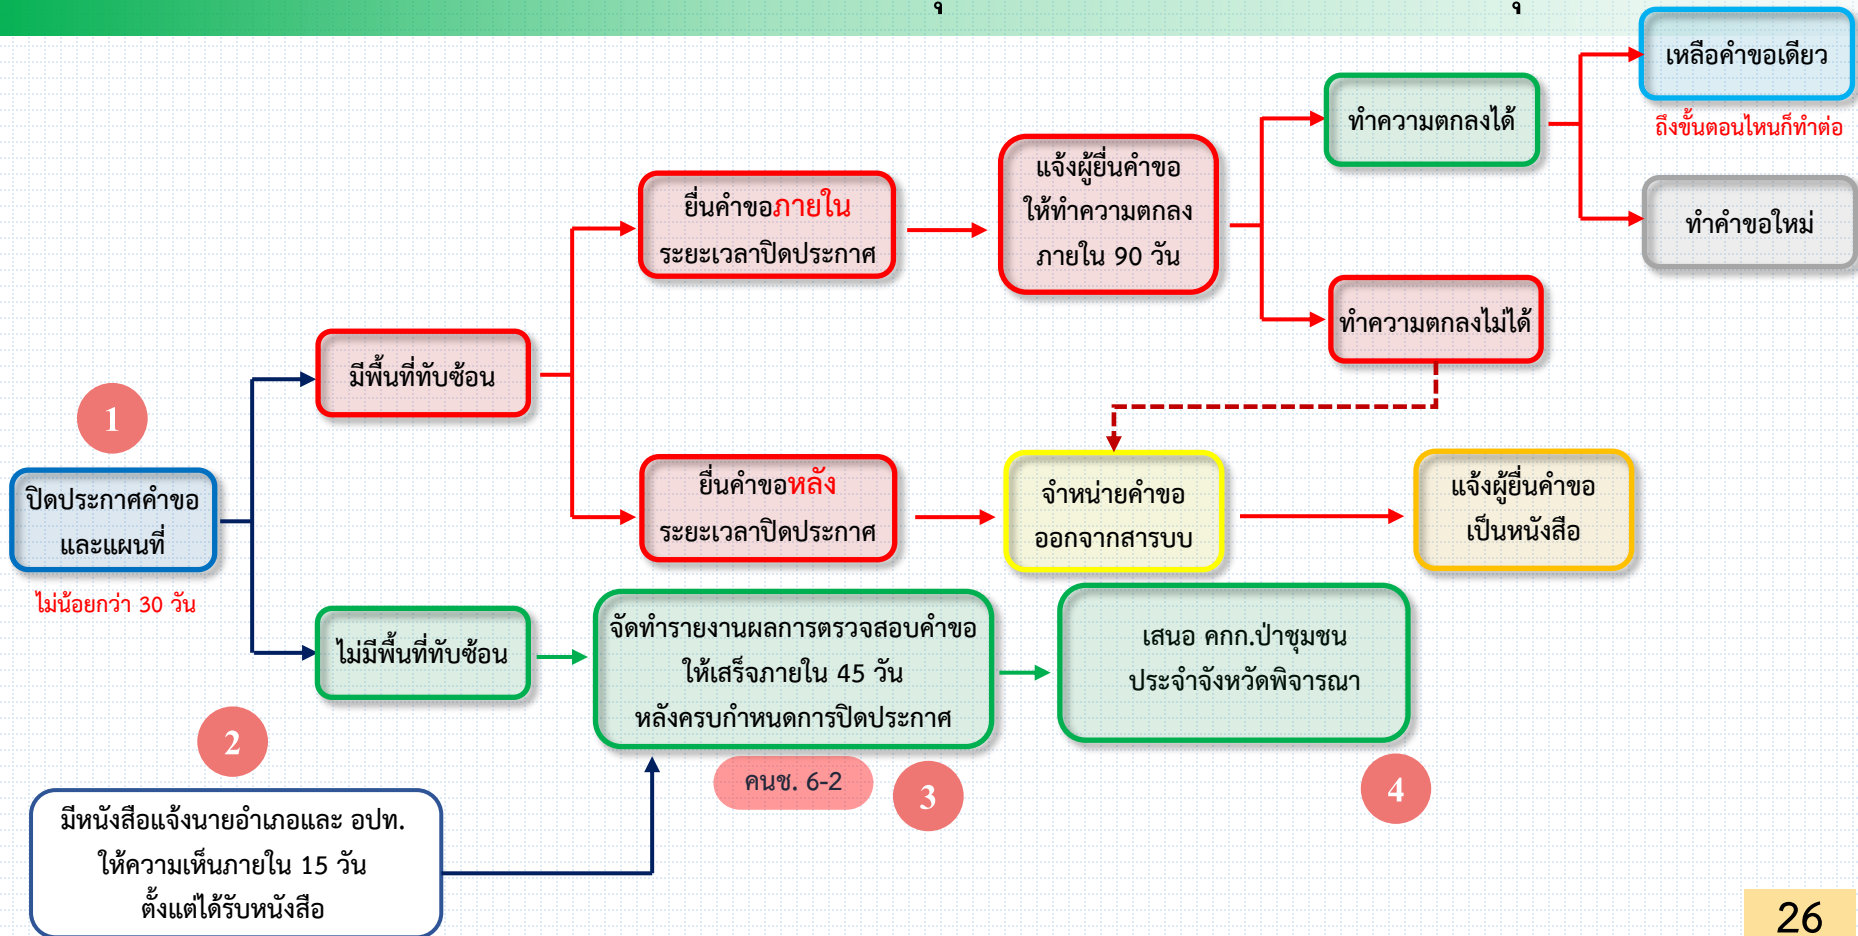 เหลือคำขอเดียว
ถึงขั้นตอนไหนก็ทำต่อ
ทำความตกลงได้
ทำคำขอใหม่
แจ้งผู้ยื่นคำขอ
ให้ทำความตกลง
ภายใน 90 วัน
ยื่นคำขอภายใน
ระยะเวลาปิดประกาศ
ทำความตกลงไม่ได้
มีพื้นที่ทับซ้อน
1
ปิดประกาศคำขอ
และแผนที่
ไม่น้อยกว่า 30 วัน
ยื่นคำขอหลัง
ระยะเวลาปิดประกาศ
จำหน่ายคำขอ
ออกจากสารบบ
แจ้งผู้ยื่นคำขอ
เป็นหนังสือ
ไม่มีพื้นที่ทับซ้อน
จัดทำรายงานผลการตรวจสอบคำขอ
ให้เสร็จภายใน 45 วัน
หลังครบกำหนดการปิดประกาศ
เสนอ คกก.ป่าชุมชน
ประจำจังหวัดพิจารณา
2
คนช. 6-2
3
4
มีหนังสือแจ้งนายอำเภอและ อปท.
ให้ความเห็นภายใน 15 วัน
ตั้งแต่ได้รับหนังสือ
26